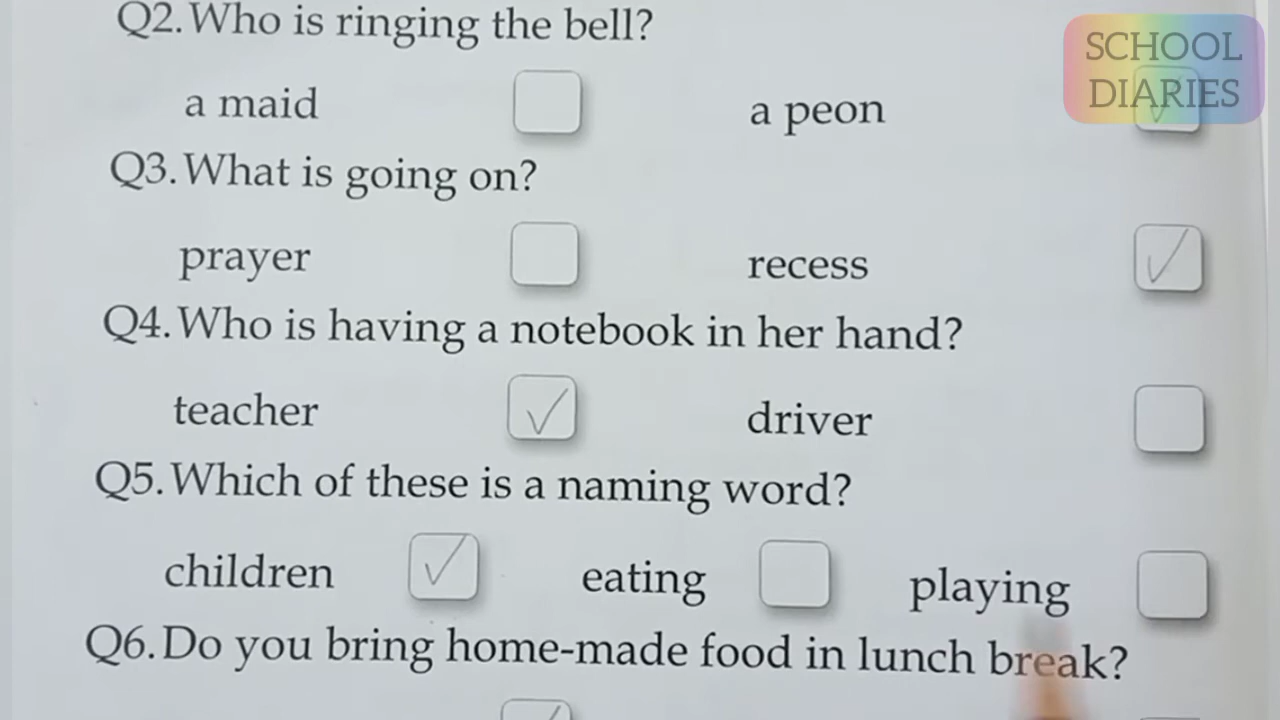 Q2. Who is ringing the bell?
SCHOOL
DIARIES
a maid a peon
Q3. What is going on?
prayer recess
Q4. Who is having a notebook in her hand?
teacher driver
Q5. Which of these is a naming word?
children eating playing
Q6. Do you bring home-made food in lunch break?